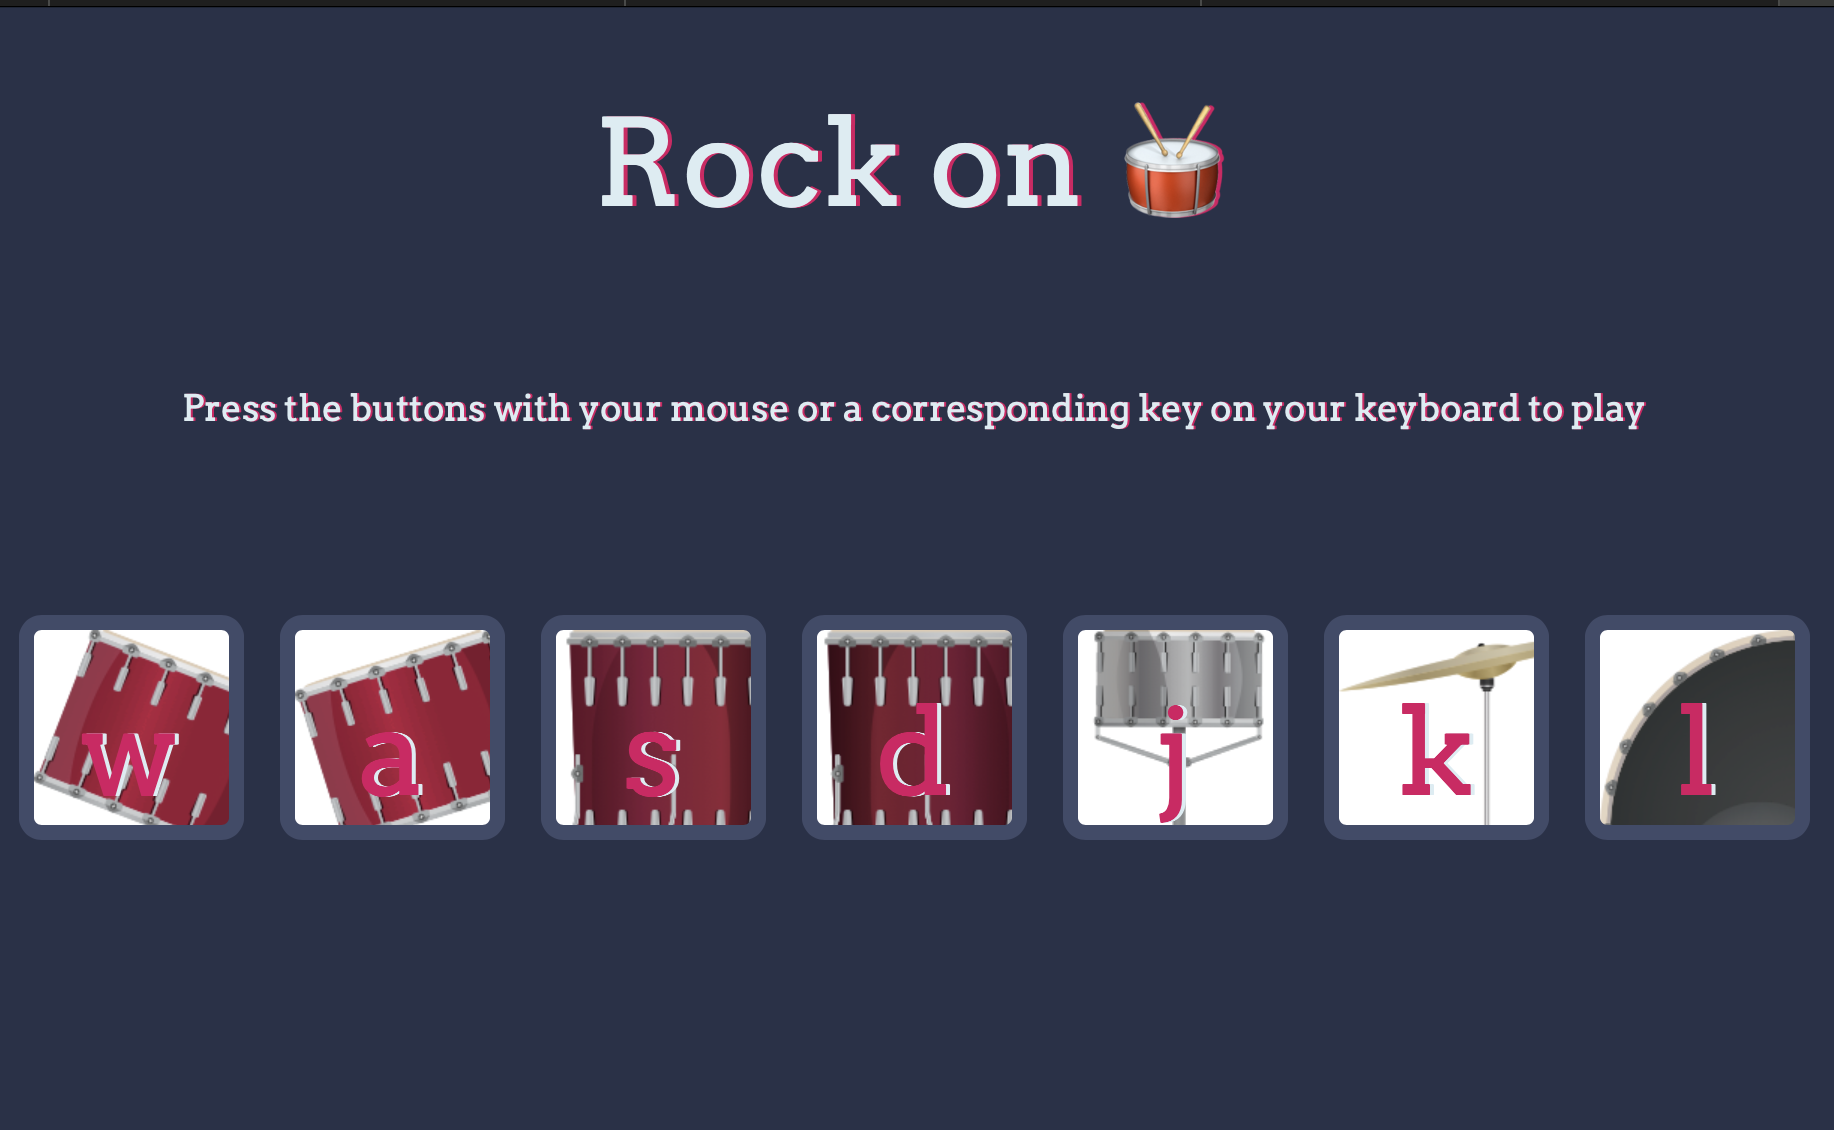 Rock on 🥁
Press the buttons with your mouse or a corresponding key on your keyboard to play
w a s d j k l